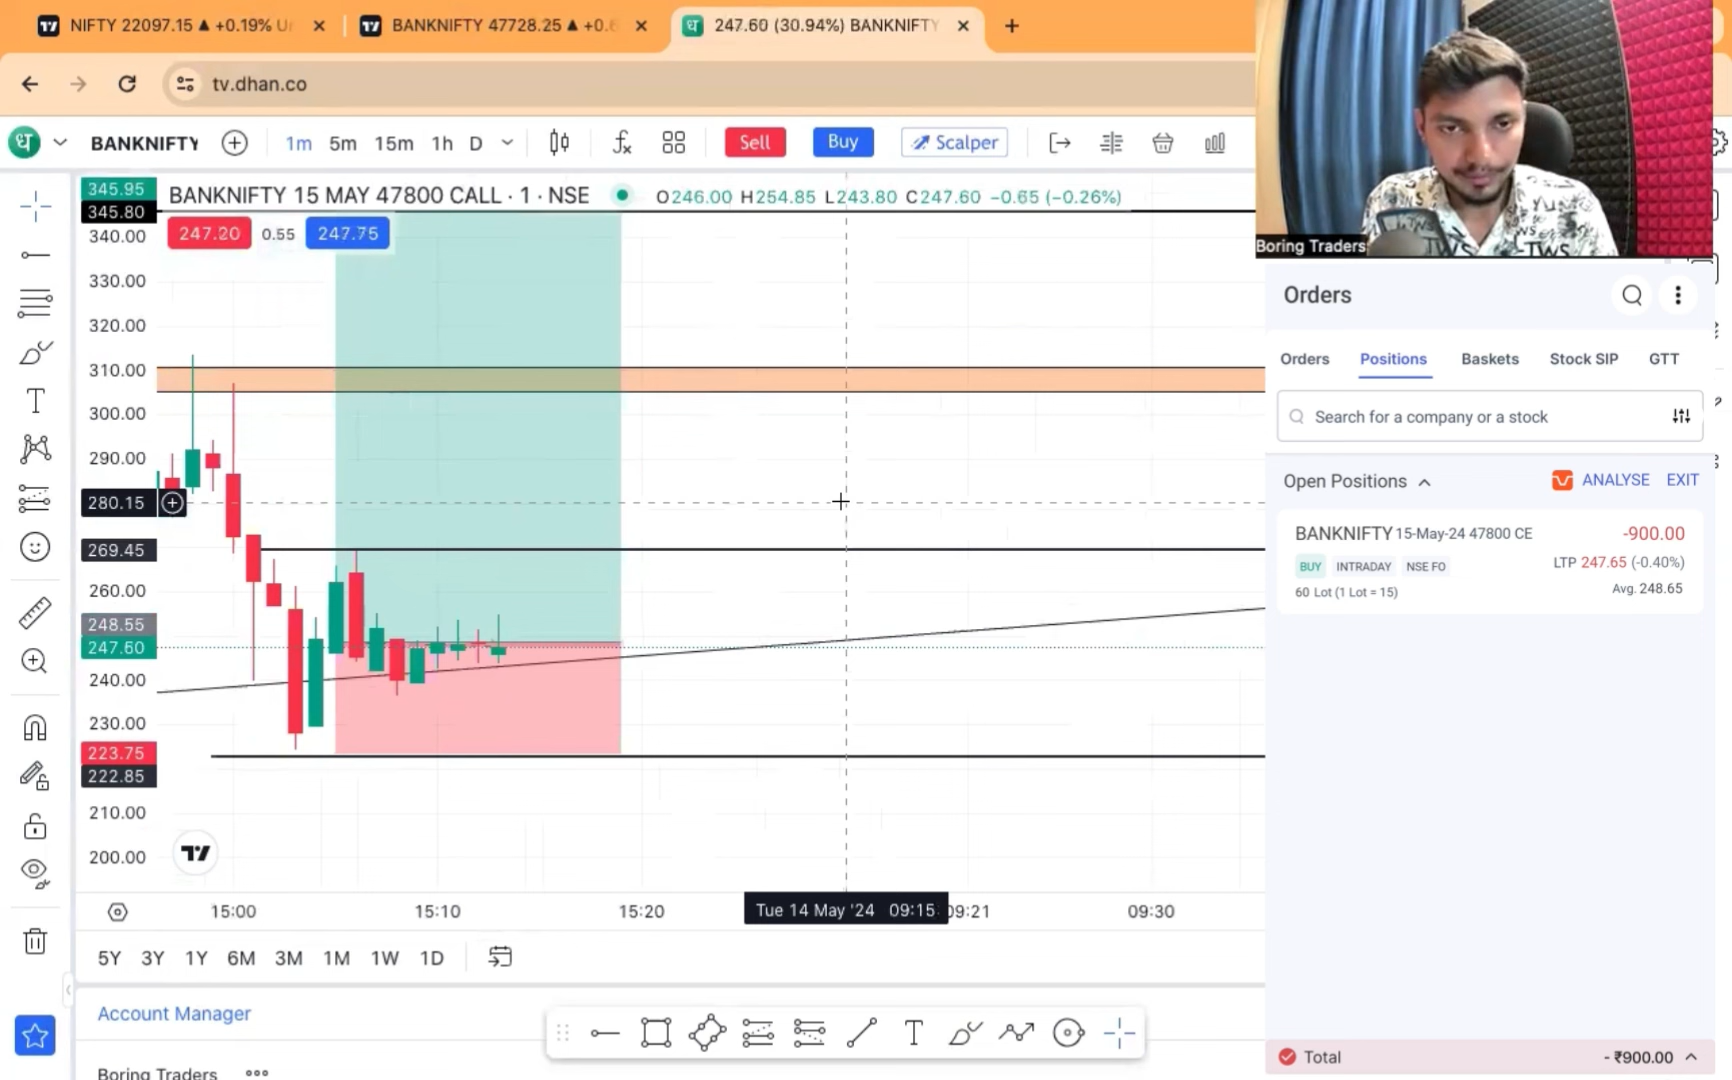 NIFTY 22097.15 ▲ +0.19% U
BANKNIFTY 47728.25 ▲ +0.6
ध 247.60 (30.94%) BANKNIFTY
tv.dhan.co
ध BANKNIFTY 1m 5m 15m 1h D Sell Buy Scalper
BANKNIFTY 15 MAY 47800 CALL · 1 · NSE O246.00 H254.85 L243.80 C247.60 −0.65 (−0.26%)
247.20 0.55 247.75
345.95
345.80
340.00
330.00
320.00
310.00
300.00
290.00
280.15
269.45
260.00
248.55
247.60
240.00
230.00
223.75
222.85
210.00
200.00
15:00 15:10 15:20 Tue 14 May '24 09:15 09:21 09:30
5Y 3Y 1Y 6M 3M 1M 1W 1D
Account Manager
Boring Traders
Boring Traders
TWS
Orders
Orders Positions Baskets Stock SIP GTT
Search for a company or a stock
Open Positions ANALYSE EXIT
BANKNIFTY 15-May-24 47800 CE -900.00
BUY INTRADAY NSE FO LTP 247.65 (-0.40%)
60 Lot (1 Lot = 15) Avg. 248.65
Total - ₹900.00